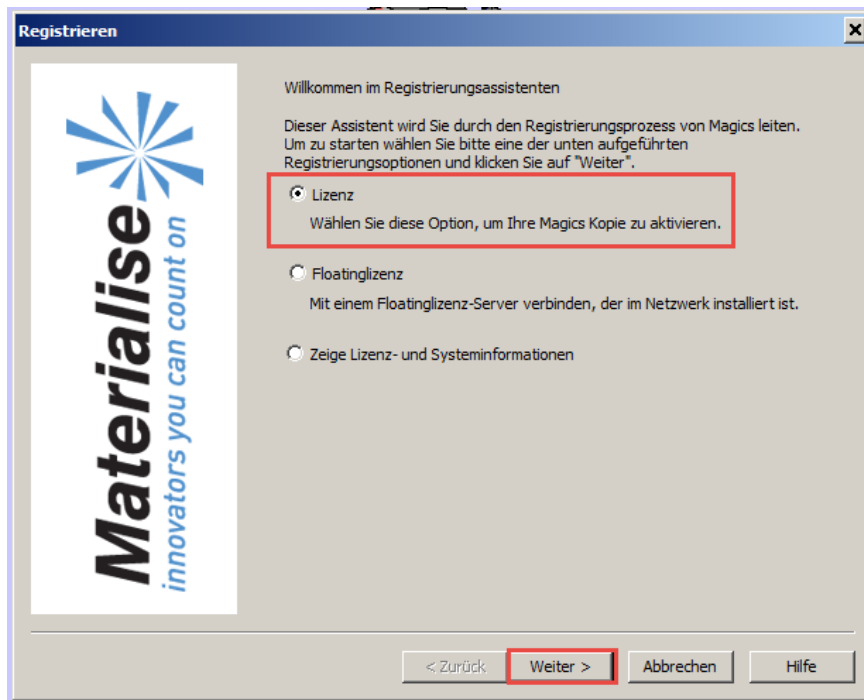 Registrieren
Willkommen im Registrierungsassistenten
Dieser Assistent wird Sie durch den Registrierungsprozess von Magics leiten.
Um zu starten wählen Sie bitte eine der unten aufgeführten
Registrierungsoptionen und klicken Sie auf "Weiter".
Lizenz
Wählen Sie diese Option, um Ihre Magics Kopie zu aktivieren.
Floatinglizenz
Mit einem Floatinglizenz-Server verbinden, der im Netzwerk installiert ist.
Zeige Lizenz- und Systeminformationen
Materialise
innovators you can count on
< Zurück
Weiter >
Abbrechen
Hilfe